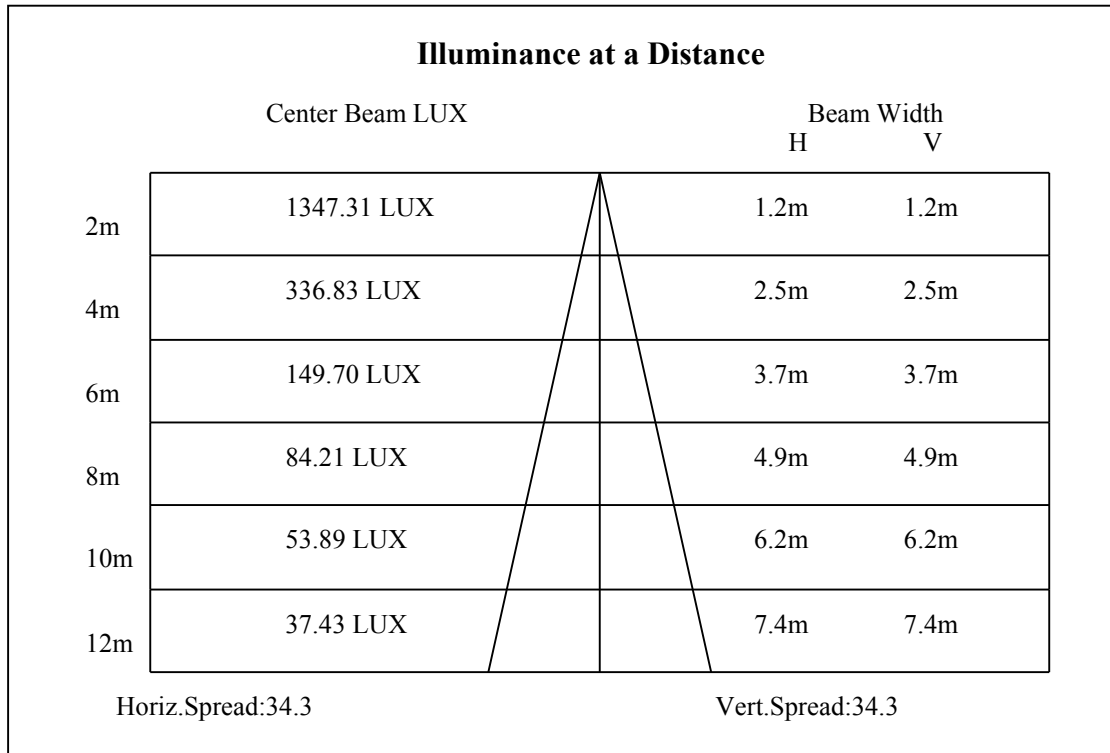 Illuminance at a Distance
Center Beam LUX Beam Width
H V
1347.31 LUX 1.2m 1.2m
2m
336.83 LUX 2.5m 2.5m
4m
149.70 LUX 3.7m 3.7m
6m
84.21 LUX 4.9m 4.9m
8m
53.89 LUX 6.2m 6.2m
10m
37.43 LUX 7.4m 7.4m
12m
Horiz.Spread:34.3 Vert.Spread:34.3